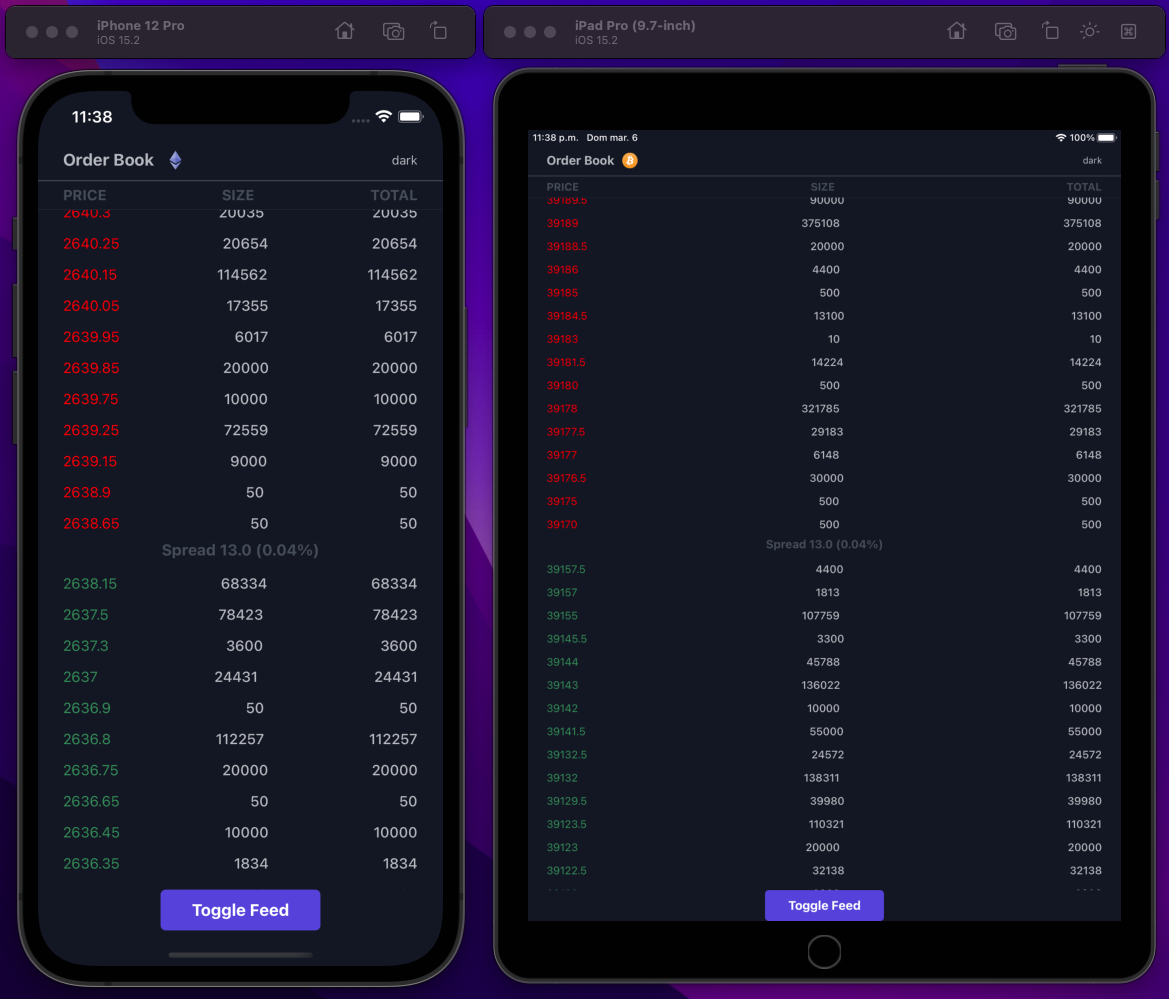 iPhone 12 Pro
iOS 15.2
11:38
Order Book
dark
PRICE SIZE TOTAL
2640.3 20035 20035
2640.25 20654 20654
2640.15 114562 114562
2640.05 17355 17355
2639.95 6017 6017
2639.85 20000 20000
2639.75 10000 10000
2639.25 72559 72559
2639.15 9000 9000
2638.9 50 50
2638.65 50 50
Spread 13.0 (0.04%)
2638.15 68334 68334
2637.5 78423 78423
2637.3 3600 3600
2637 24431 24431
2636.9 50 50
2636.8 112257 112257
2636.75 20000 20000
2636.65 50 50
2636.45 10000 10000
2636.35 1834 1834
Toggle Feed
iPad Pro (9.7-inch)
iOS 15.2
11:38 p.m. Dom mar. 6 100%
Order Book
dark
PRICE SIZE TOTAL
39189.5 90000 90000
39189 375108 375108
39188.5 20000 20000
39186 4400 4400
39185 500 500
39184.5 13100 13100
39183 10 10
39181.5 14224 14224
39180 500 500
39178 321785 321785
39177.5 29183 29183
39177 6148 6148
39176.5 30000 30000
39175 500 500
39170 500 500
Spread 13.0 (0.04%)
39157.5 4400 4400
39157 1813 1813
39155 107759 107759
39145.5 3300 3300
39144 45788 45788
39143 136022 136022
39142 10000 10000
39141.5 55000 55000
39132.5 24572 24572
39132 138311 138311
39129.5 39980 39980
39123.5 110321 110321
39123 20000 20000
39122.5 32138 32138
Toggle Feed